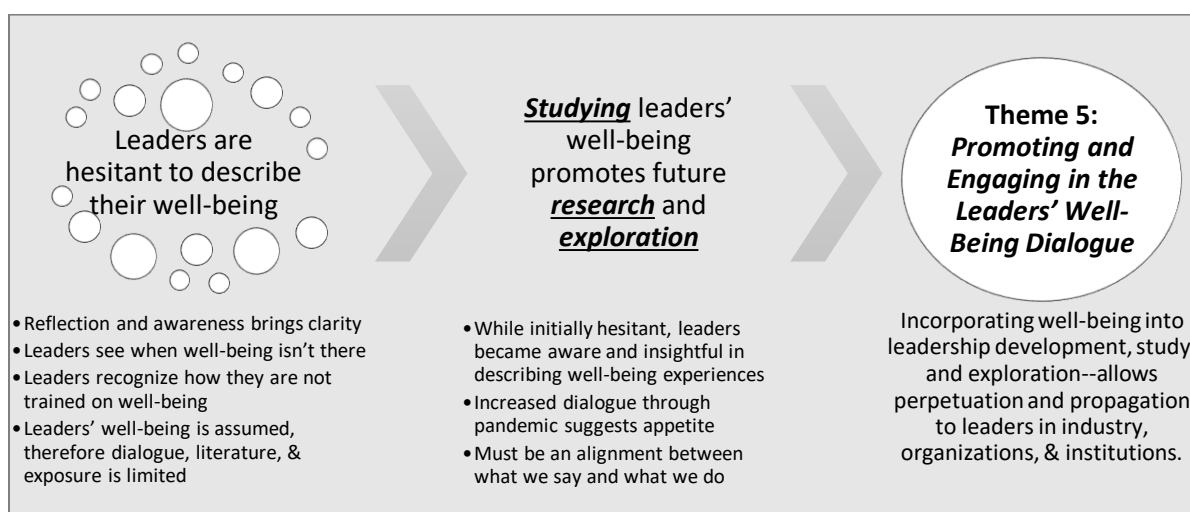 Leaders are
hesitant to describe
their well-being
• Reflection and awareness brings clarity
• Leaders see when well-being isn't there
• Leaders recognize how they are not
trained on well-being
• Leaders' well-being is assumed,
therefore dialogue, literature, &
exposure is limited
Studying leaders'
well-being
promotes future
research and
exploration
• While initially hesitant, leaders
became aware and insightful in
describing well-being experiences
• Increased dialogue through
pandemic suggests appetite
• Must be an alignment between
what we say and what we do
Theme 5:
Promoting and
Engaging in the
Leaders' Well-
Being Dialogue
Incorporating well-being into
leadership development, study,
and exploration--allows
perpetuation and propagation
to leaders in industry,
organizations, & institutions.